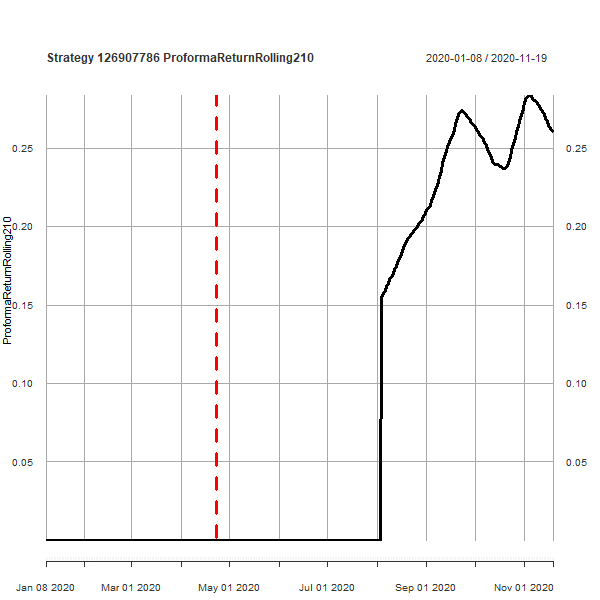 Strategy 126907786 ProformaReturnRolling210
2020-01-08 / 2020-11-19
ProformaReturnRolling210
0.25
0.20
0.15
0.10
0.05
0.25
0.20
0.15
0.10
0.05
Jan 08 2020
Mar 01 2020
May 01 2020
Jul 01 2020
Sep 01 2020
Nov 01 2020